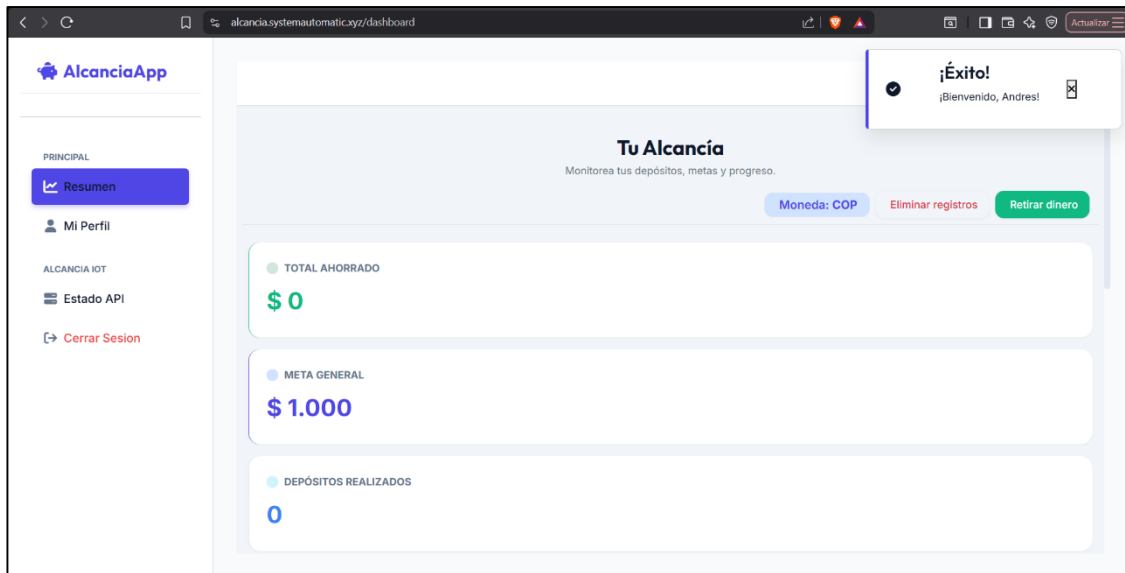 alcancia.systemautomatic.xyz/dashboard
Actualizar
AlcanciaApp
¡Éxito!
¡Bienvenido, Andres!
PRINCIPAL
Resumen
Mi Perfil
ALCANCIA IOT
Estado API
Cerrar Sesion
Tu Alcancía
Monitorea tus depósitos, metas y progreso.
Moneda: COP
Eliminar registros
Retirar dinero
TOTAL AHORRADO
$ 0
META GENERAL
$ 1.000
DEPÓSITOS REALIZADOS
0